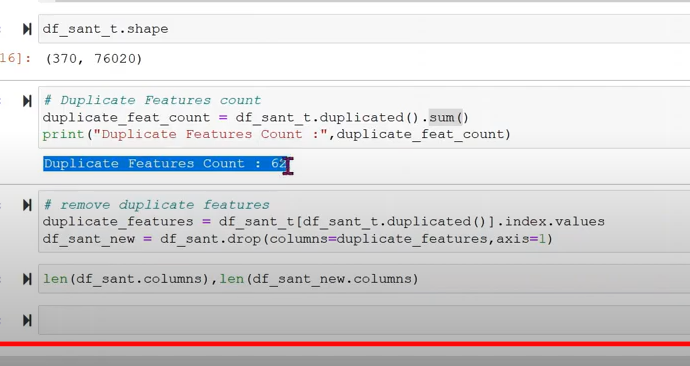 df_sant_t.shape
16]: (370, 76020)
# Duplicate Features count
duplicate_feat_count = df_sant_t.duplicated().sum()
print("Duplicate Features Count :",duplicate_feat_count)
Duplicate Features Count : 62
# remove duplicate features
duplicate_features = df_sant_t[df_sant_t.duplicated()].index.values
df_sant_new = df_sant.drop(columns=duplicate_features,axis=1)
len(df_sant.columns),len(df_sant_new.columns)